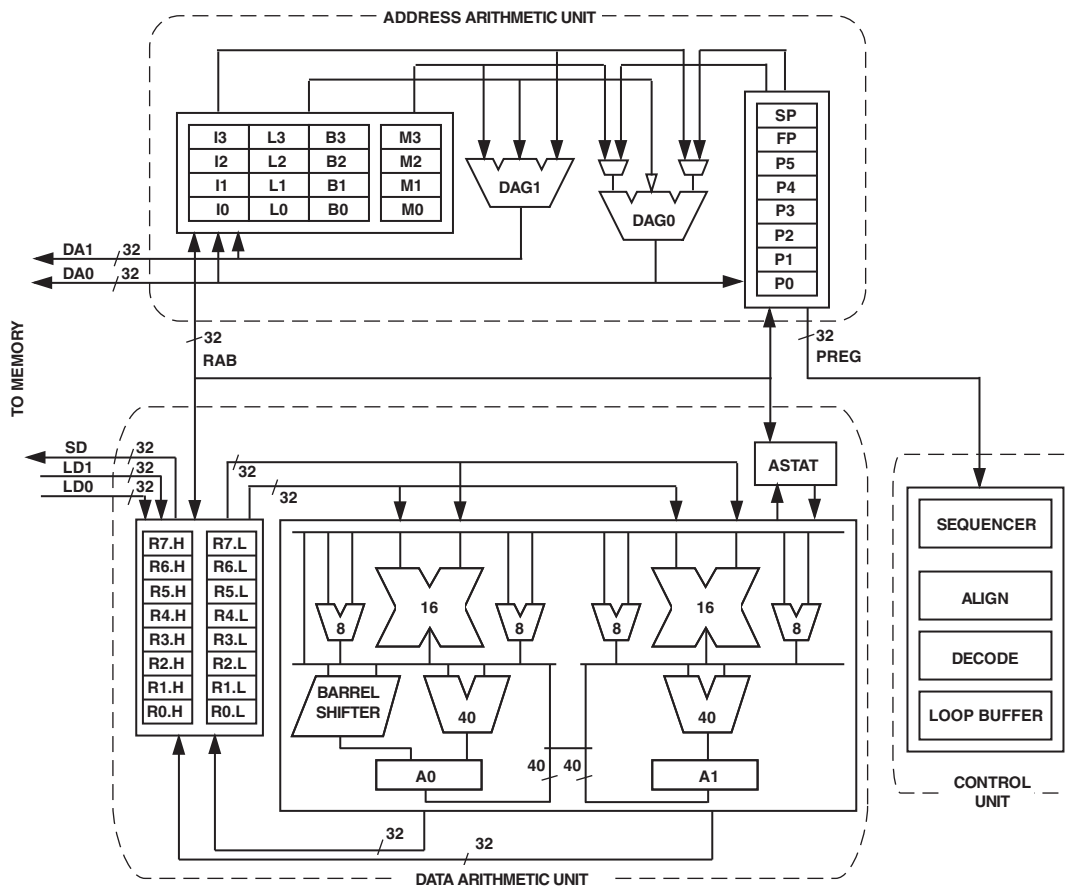 ADDRESS ARITHMETIC UNIT
I3 L3 B3 M3
I2 L2 B2 M2
I1 L1 B1 M1
I0 L0 B0 M0
DAG1
DAG0
SP
FP
P5
P4
P3
P2
P1
P0
DA1 32
DA0 32
32
RAB
32
PREG
TO MEMORY
SD 32
LD1 32
LD0 32
32
32
ASTAT
R7.H R7.L
R6.H R6.L
R5.H R5.L
R4.H R4.L
R3.H R3.L
R2.H R2.L
R1.H R1.L
R0.H R0.L
16
8
8
8
16
8
BARREL
SHIFTER
40
40
A0
40
40
A1
32
32
DATA ARITHMETIC UNIT
SEQUENCER
ALIGN
DECODE
LOOP BUFFER
CONTROL
UNIT